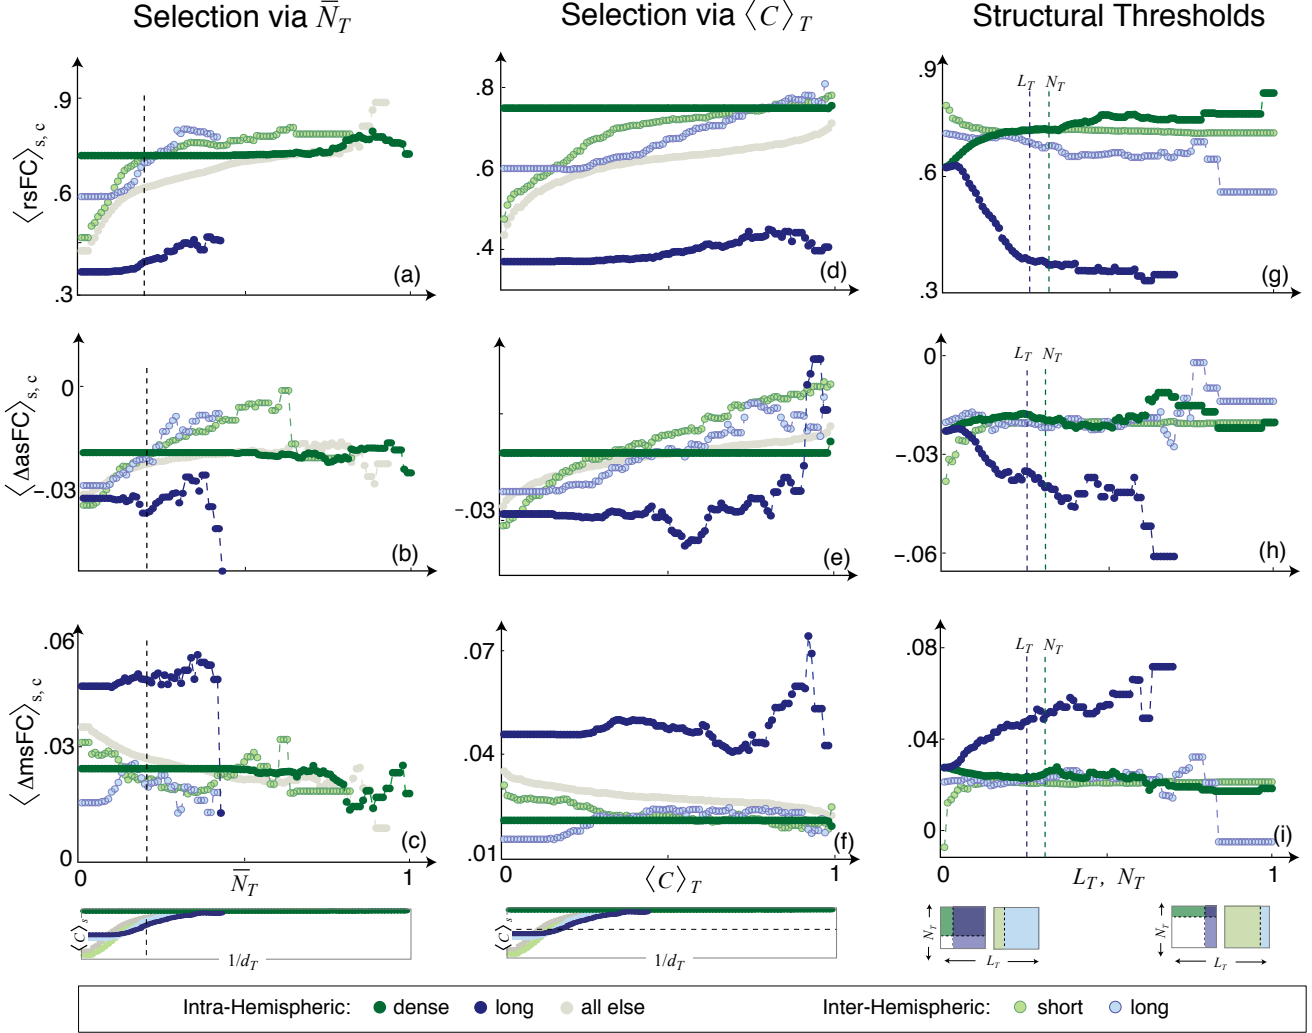 Selection via N̅_T
Selection via ⟨C⟩_T
Structural Thresholds
⟨rsFC⟩_{s, c}
.9
.6
.3
(a)
.8
.6
.4
(d)
.9
.6
.3
L_T N_T
(g)
⟨ΔasFC⟩_{s, c}
0
−.03
(b)
−.03
(e)
0
−.03
−.06
L_T N_T
(h)
⟨ΔmsFC⟩_{s, c}
.06
.03
0
(c)
.07
.04
.01
(f)
.08
.04
0
L_T N_T
(i)
0 N̅_T 1
0 ⟨C⟩_T 1
0 L_T, N_T 1
⟨C⟩_s
1/d_T
⟨C⟩_s
1/d_T
N_T
L_T
N_T
L_T
Intra-Hemispheric: dense long all else Inter-Hemispheric: short long